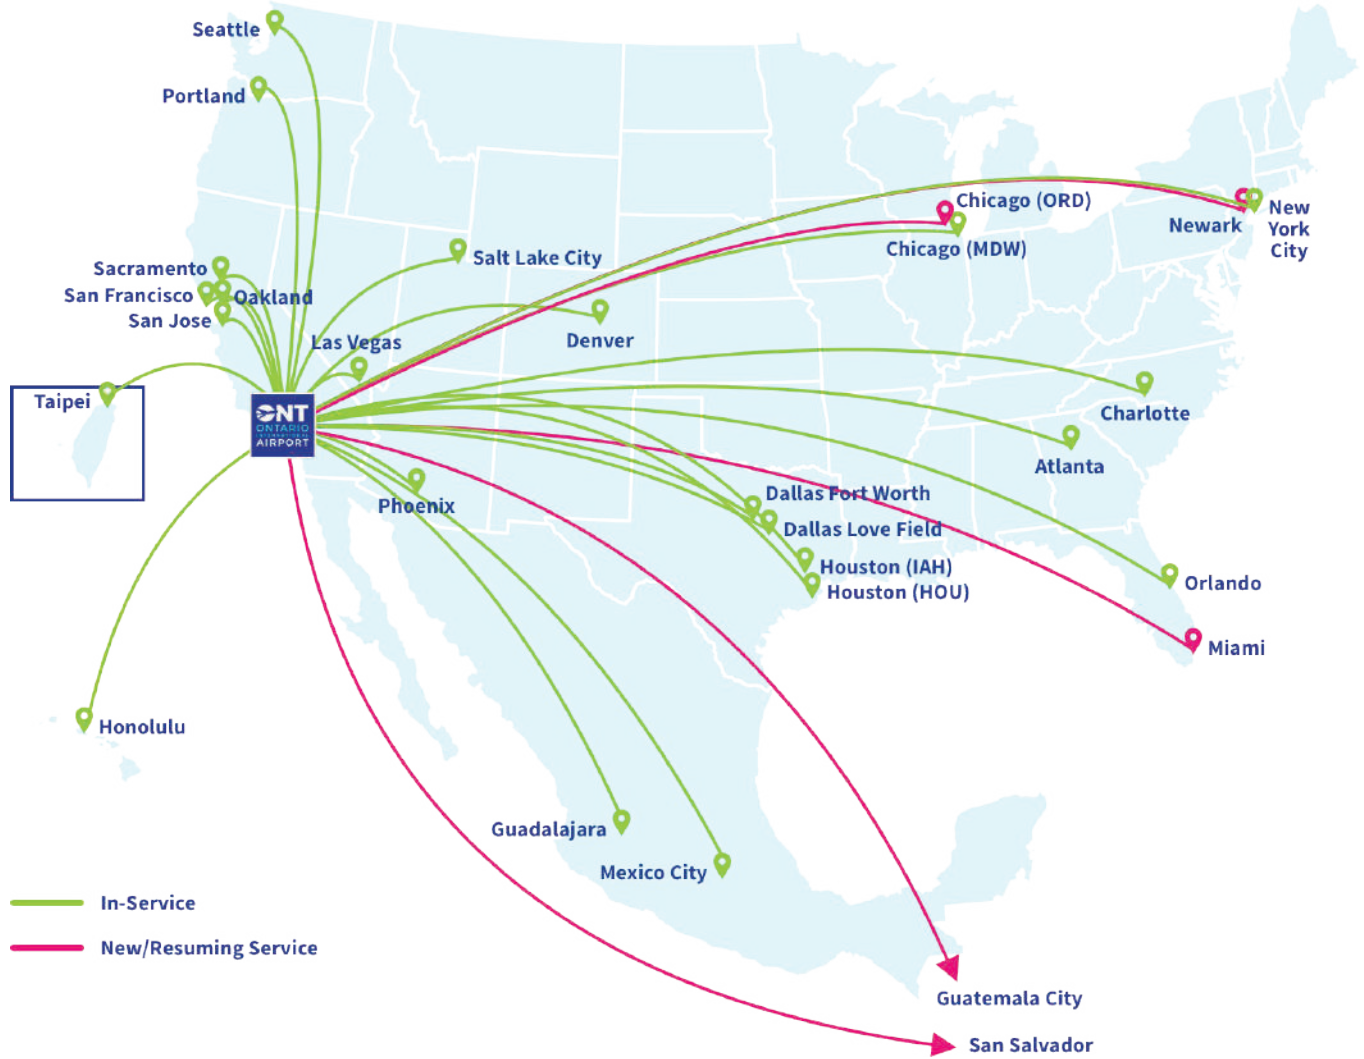 Seattle
Portland
Chicago (ORD)
Newark
New
York
City
Chicago (MDW)
Salt Lake City
Sacramento
San Francisco
Oakland
San Jose
Denver
Las Vegas
Taipei
ONT
ONTARIO
INTERNATIONAL
AIRPORT
Charlotte
Atlanta
Phoenix
Dallas Fort Worth
Dallas Love Field
Houston (IAH)
Houston (HOU)
Orlando
Miami
Honolulu
Guadalajara
Mexico City
In-Service
New/Resuming Service
Guatemala City
San Salvador